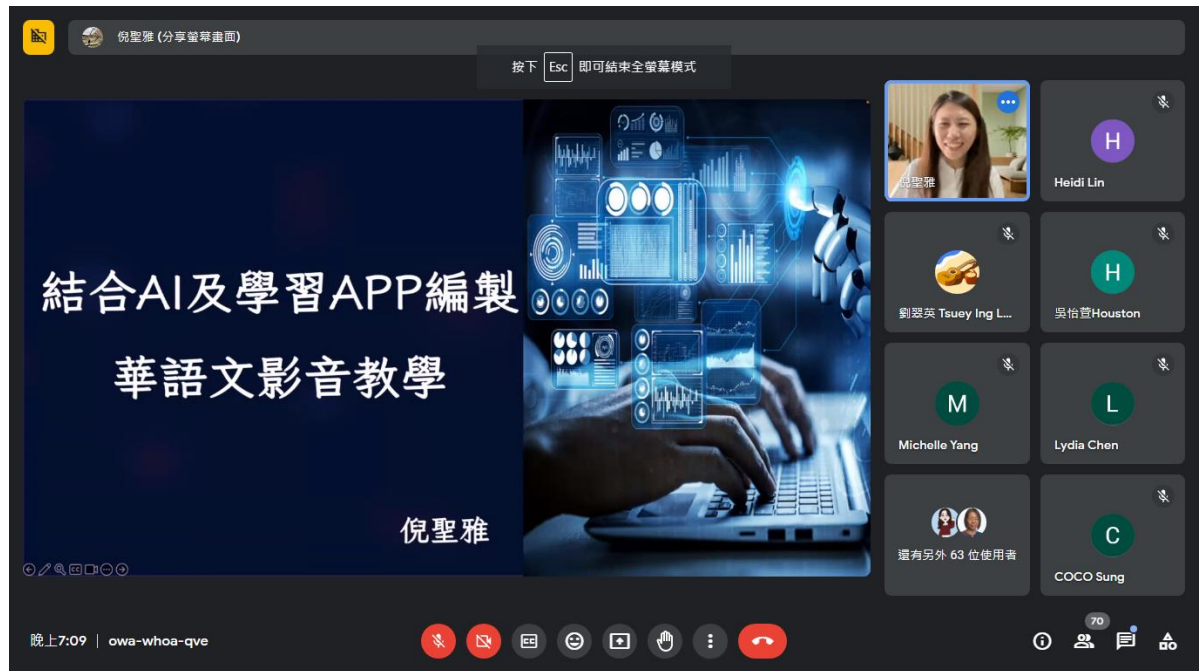 倪聖雅 (分享螢幕畫面)
按下 Esc 即可結束全螢幕模式
結合AI及學習APP編製
華語文影音教學
倪聖雅
倪聖雅
H
Heidi Lin
劉翠英 Tsuey Ing L...
H
吳怡萱Houston
M
Michelle Yang
L
Lydia Chen
還有另外 63 位使用者
C
COCO Sung
晚上7:09 | owa-whoa-qve
70